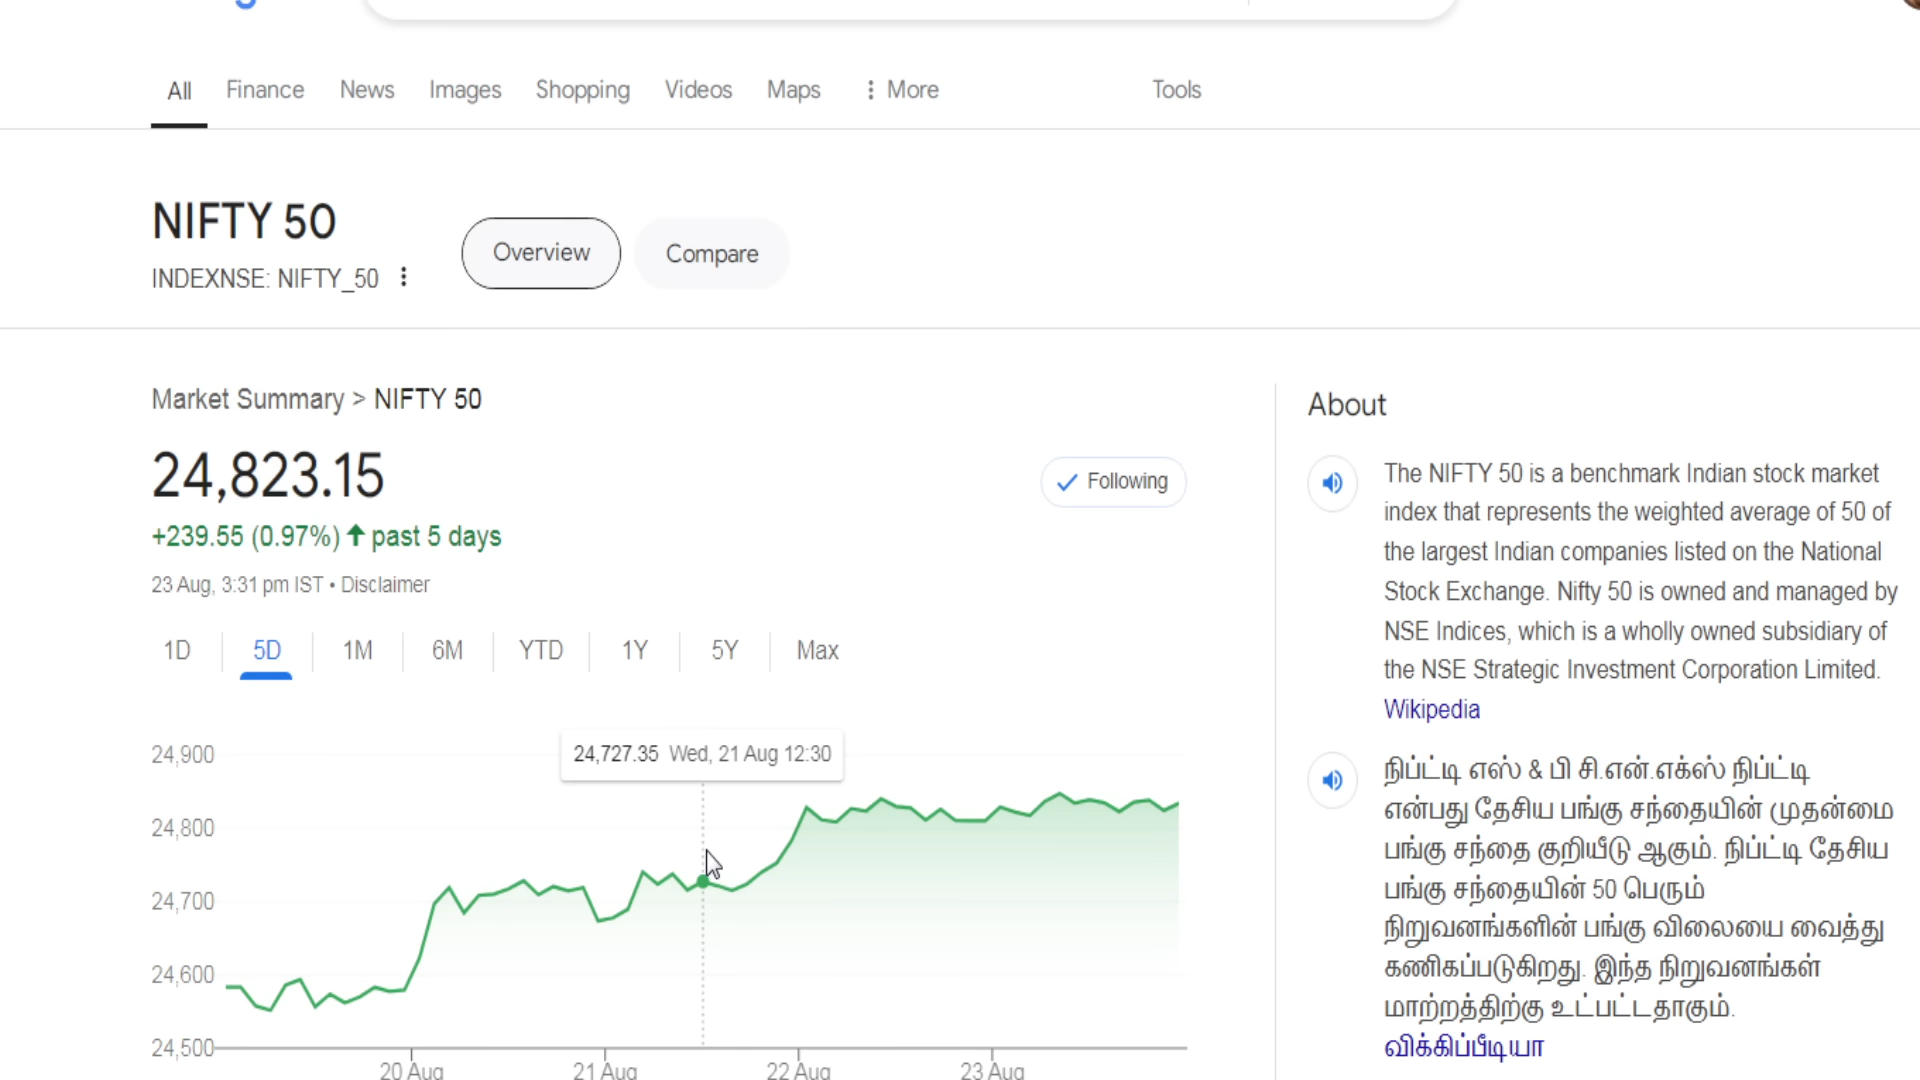 All Finance News Images Shopping Videos Maps More Tools
NIFTY 50
INDEXNSE: NIFTY_50
Overview Compare
Market Summary > NIFTY 50
24,823.15
Following
+239.55 (0.97%) past 5 days
23 Aug, 3:31 pm IST • Disclaimer
1D 5D 1M 6M YTD 1Y 5Y Max
24,727.35 Wed, 21 Aug 12:30
24,900
24,800
24,700
24,600
24,500
20 Aug 21 Aug 22 Aug 23 Aug
About
The NIFTY 50 is a benchmark Indian stock market
index that represents the weighted average of 50 of
the largest Indian companies listed on the National
Stock Exchange. Nifty 50 is owned and managed by
NSE Indices, which is a wholly owned subsidiary of
the NSE Strategic Investment Corporation Limited.
Wikipedia
நிப்ட்டி எஸ் & பி சி.என்.எக்ஸ் நிப்ட்டி
என்பது தேசிய பங்கு சந்தையின் முதன்மை
பங்கு சந்தை குறியீடு ஆகும். நிப்ட்டி தேசிய
பங்கு சந்தையின் 50 பெரும்
நிறுவனங்களின் பங்கு விலையை வைத்து
கணிகப்படுகிறது. இந்த நிறுவனங்கள்
மாற்றத்திற்கு உட்பட்டதாகும்.
விக்கிப்பீடியா